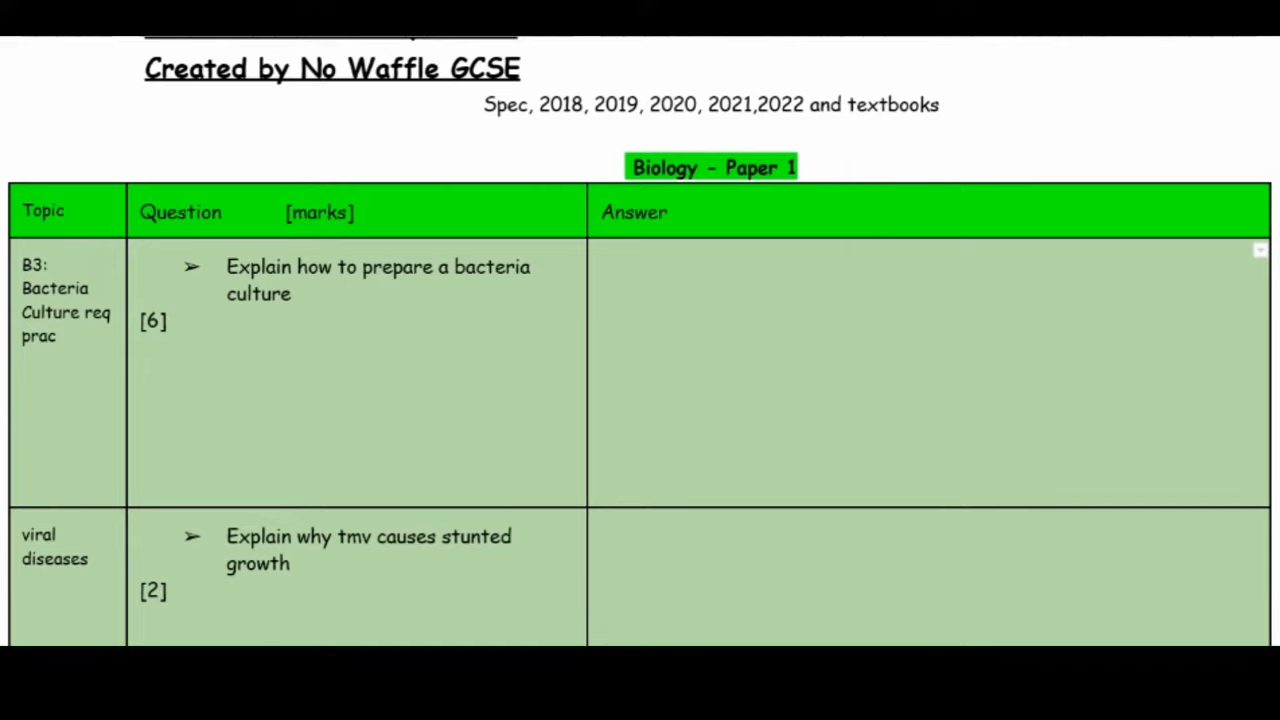 Created by No Waffle GCSE
Spec, 2018, 2019, 2020, 2021,2022 and textbooks
Biology - Paper 1
Topic
Question [marks]
Answer
B3:
Bacteria
Culture req
prac
➢ Explain how to prepare a bacteria
culture
[6]
viral
diseases
➢ Explain why tmv causes stunted
growth
[2]